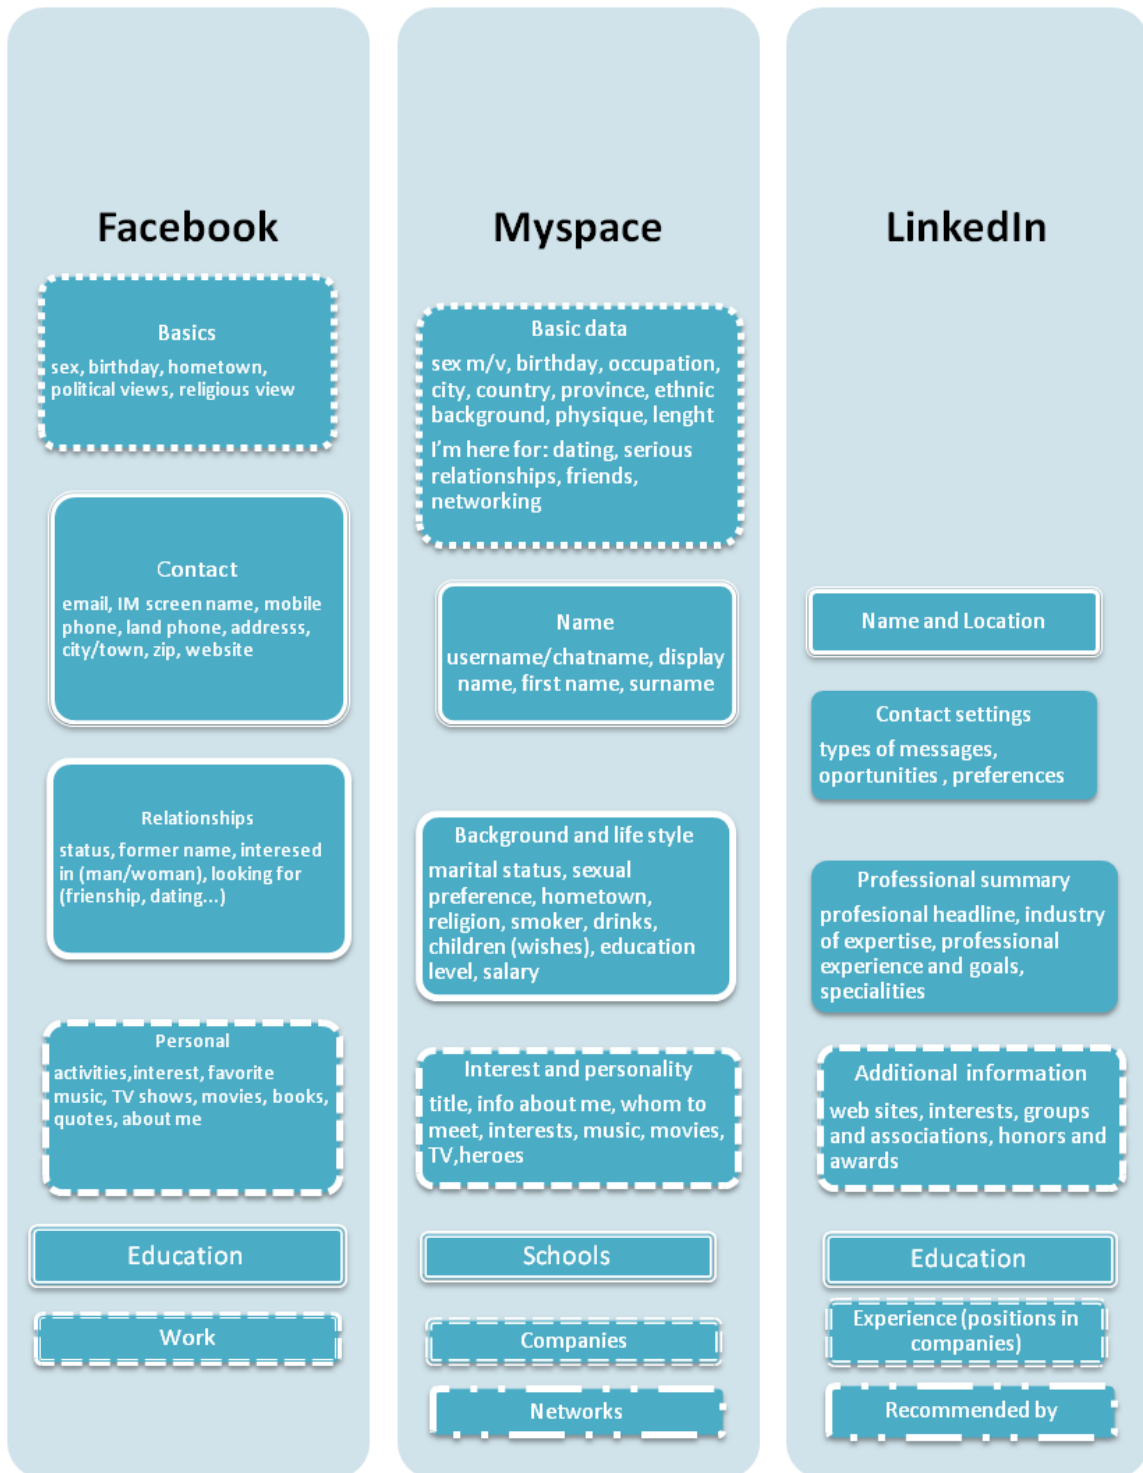 Facebook
Basics
sex, birthday, hometown,
political views, religious view
Contact
email, IM screen name, mobile
phone, land phone, addresss,
city/town, zip, website
Relationships
status, former name, interesed
in (man/woman), looking for
(frienship, dating...)
Personal
activities,interest, favorite
music, TV shows, movies, books,
quotes, about me
Education
Work
Myspace
Basic data
sex m/v, birthday, occupation,
city, country, province, ethnic
background, physique, lenght
I'm here for: dating, serious
relationships, friends,
networking
Name
username/chatname, display
name, first name, surname
Background and life style
marital status, sexual
preference, hometown,
religion, smoker, drinks,
children (wishes), education
level, salary
Interest and personality
title, info about me, whom to
meet, interests, music, movies,
TV,heroes
Schools
Companies
Networks
LinkedIn
Name and Location
Contact settings
types of messages,
oportunities , preferences
Professional summary
profesional headline, industry
of expertise, professional
experience and goals,
specialities
Additional information
web sites, interests, groups
and associations, honors and
awards
Education
Experience (positions in
companies)
Recommended by